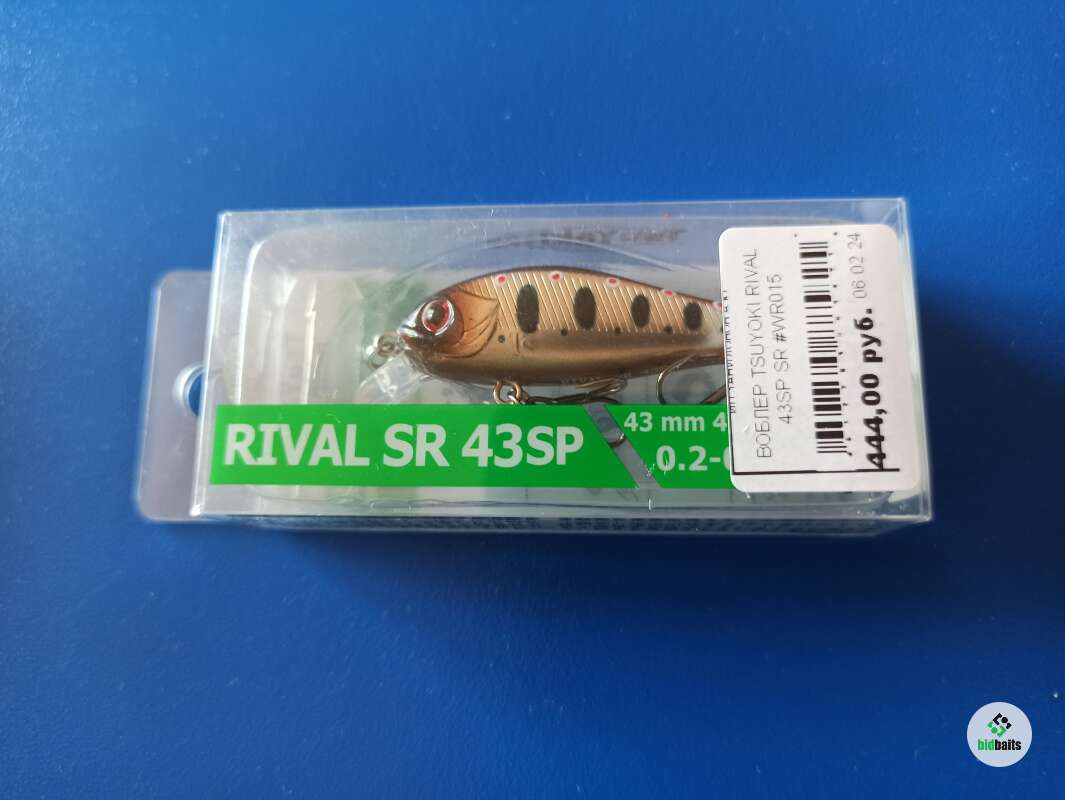 RIVAL SR 43SP
43 mm 4
0.2-
ВОБЛЕР TSUYOKI RIVAL
43SP SR #WR015
06 02 24
444,00 руб.
bidbaits